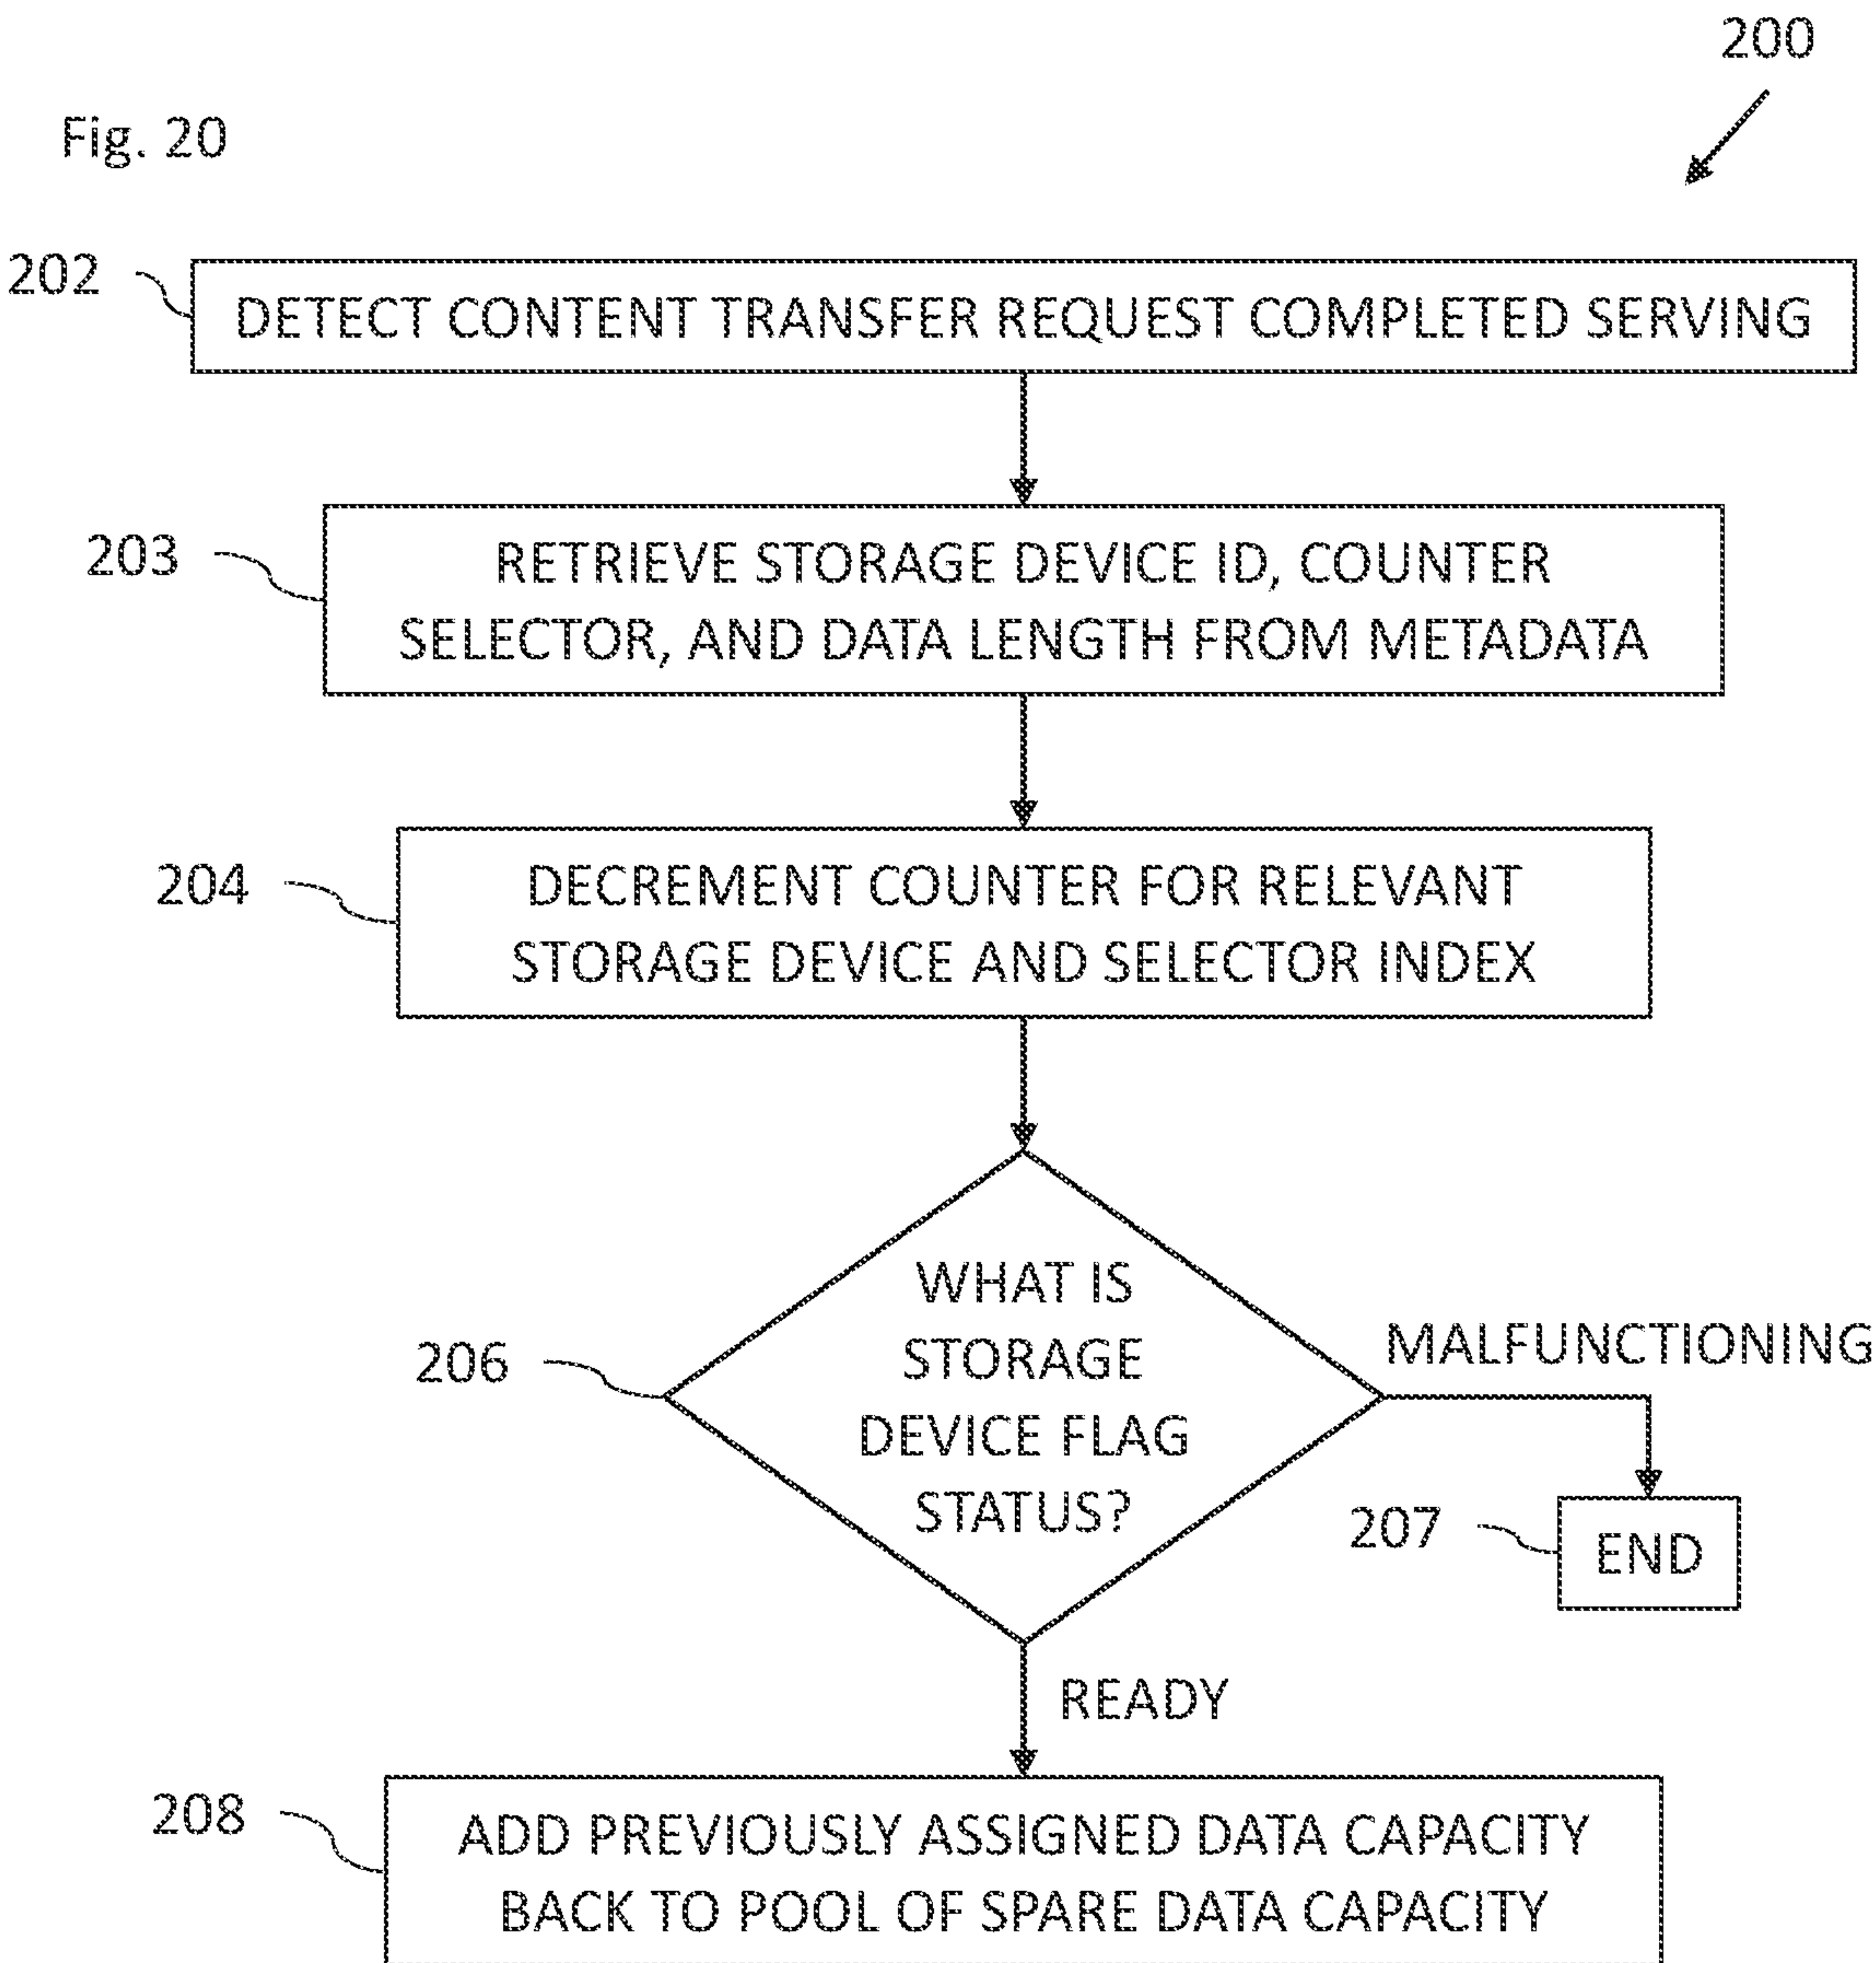 200
Fig. 20
202
DETECT CONTENT TRANSFER REQUEST COMPLETED SERVING
203
RETRIEVE STORAGE DEVICE ID, COUNTER
SELECTOR, AND DATA LENGTH FROM METADATA
204
DECREMENT COUNTER FOR RELEVANT
STORAGE DEVICE AND SELECTOR INDEX
206
WHAT IS
STORAGE
DEVICE FLAG
STATUS?
MALFUNCTIONING
207
END
READY
208
ADD PREVIOUSLY ASSIGNED DATA CAPACITY
BACK TO POOL OF SPARE DATA CAPACITY